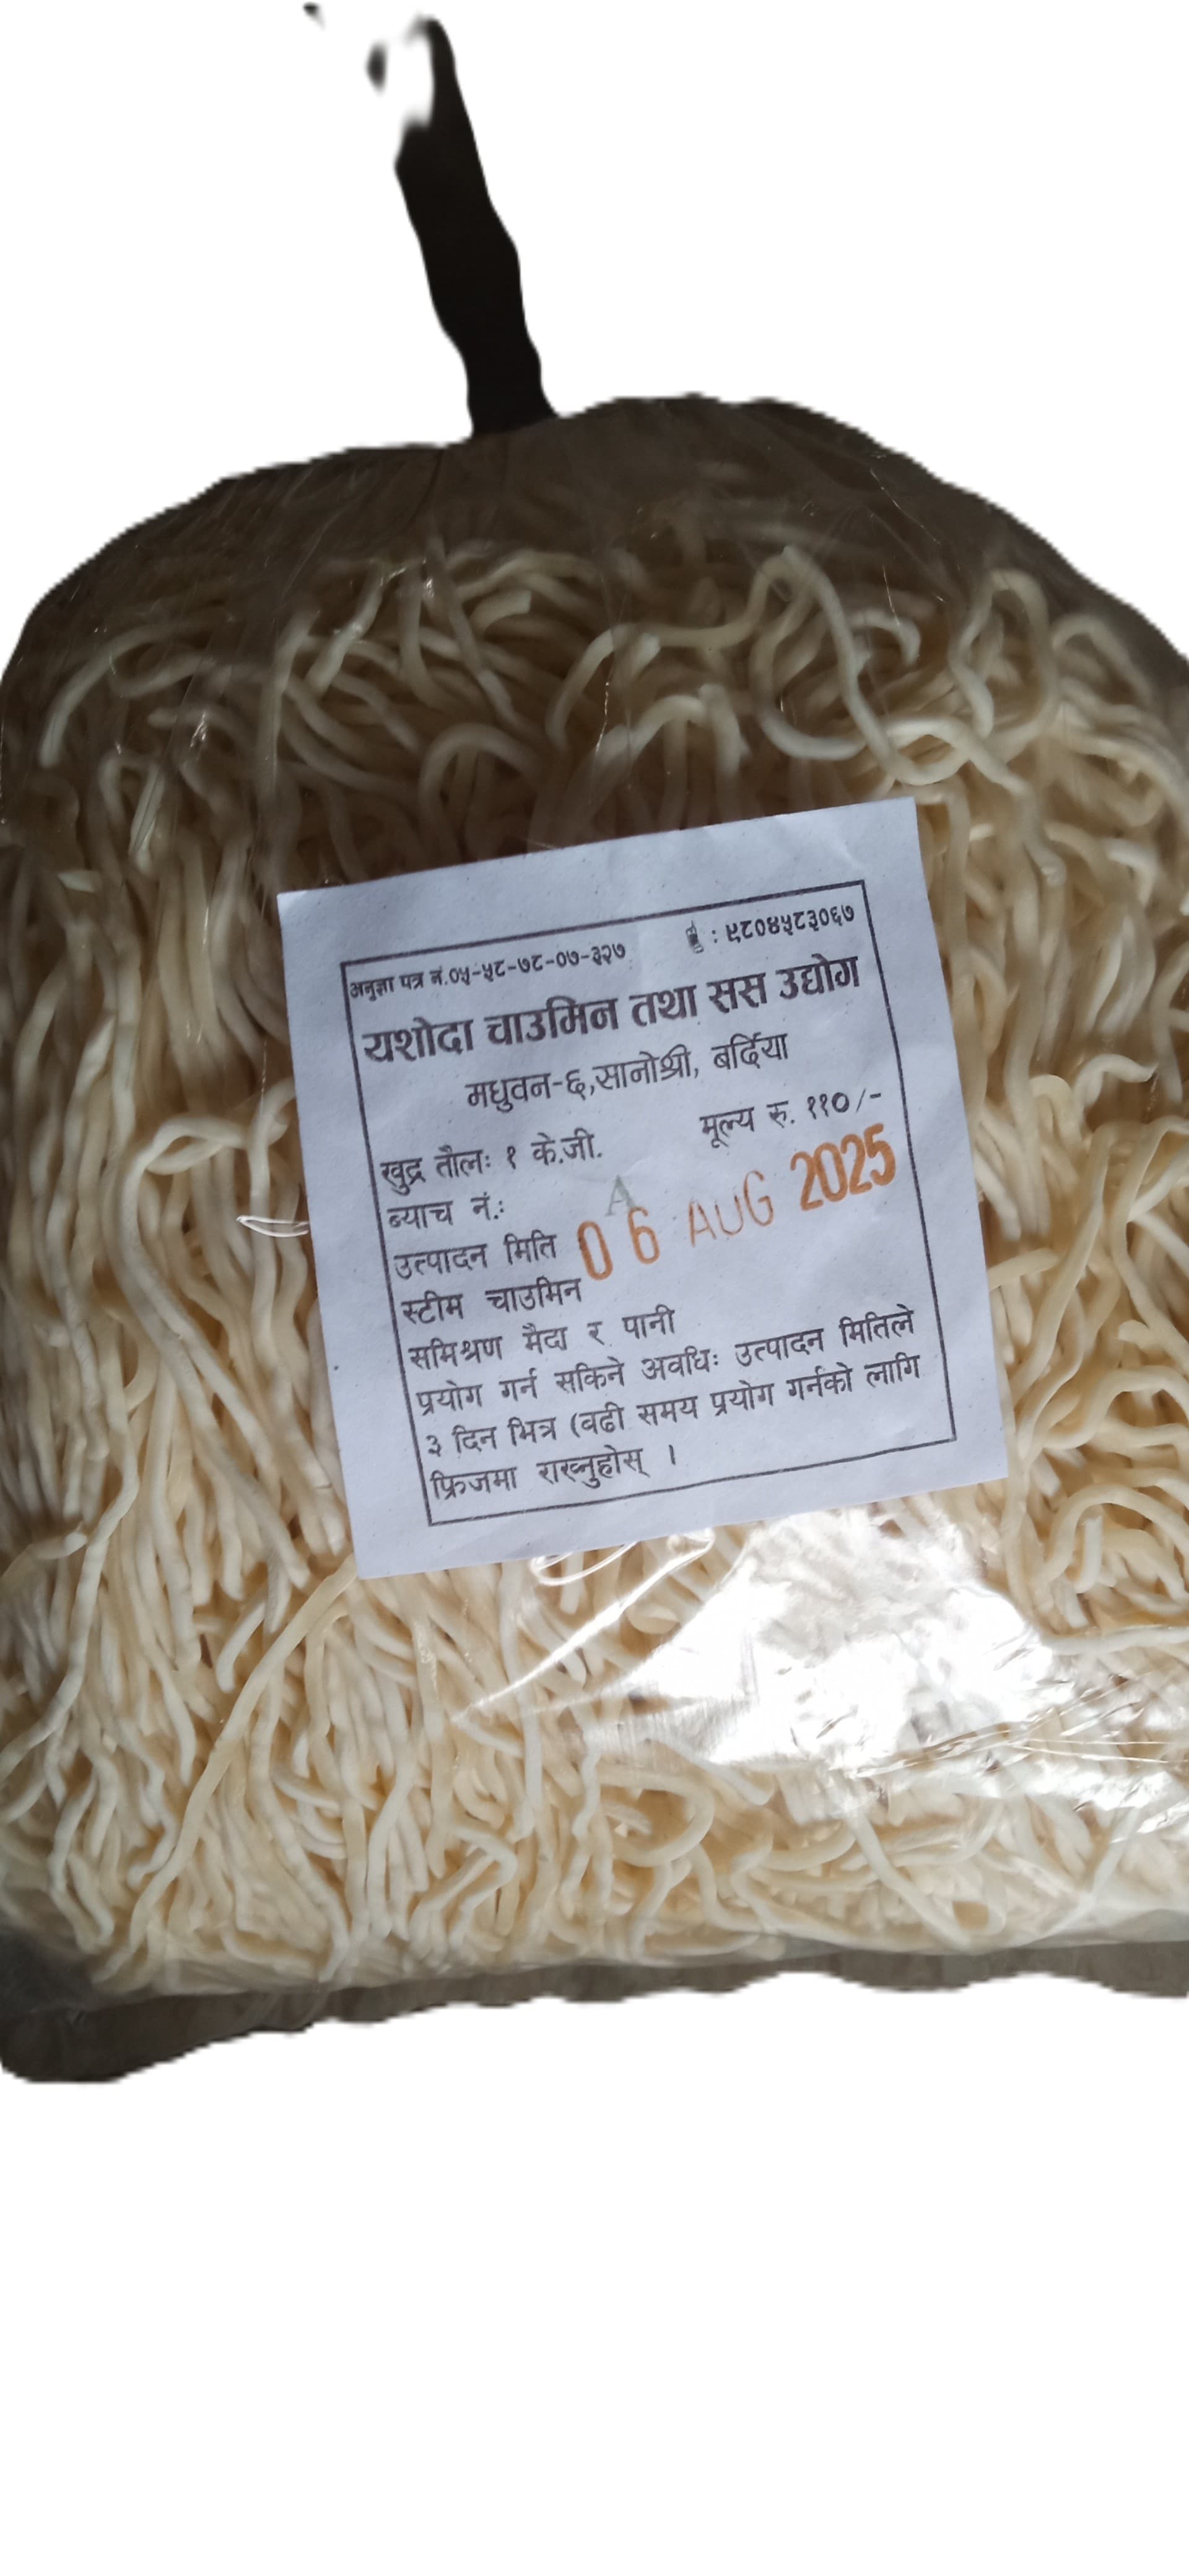 अनुज्ञा पत्र नं.०५-५८-७८-०७-३२७ : ९८०४५८३०६७
यशोदा चाउमिन तथा सस उद्योग
मधुवन-६,सानोश्री, बर्दिया
खुद्र तौलः १ के.जी. मूल्य रु. ११०/-
ब्याच नं.: A
उत्पादन मिति 06 AUG 2025
स्टीम चाउमिन
समिश्रण मैदा र पानी
प्रयोग गर्न सकिने अवधिः उत्पादन मितिले
३ दिन भित्र (बढी समय प्रयोग गर्नको लागि
फ्रिजमा राख्नुहोस् ।